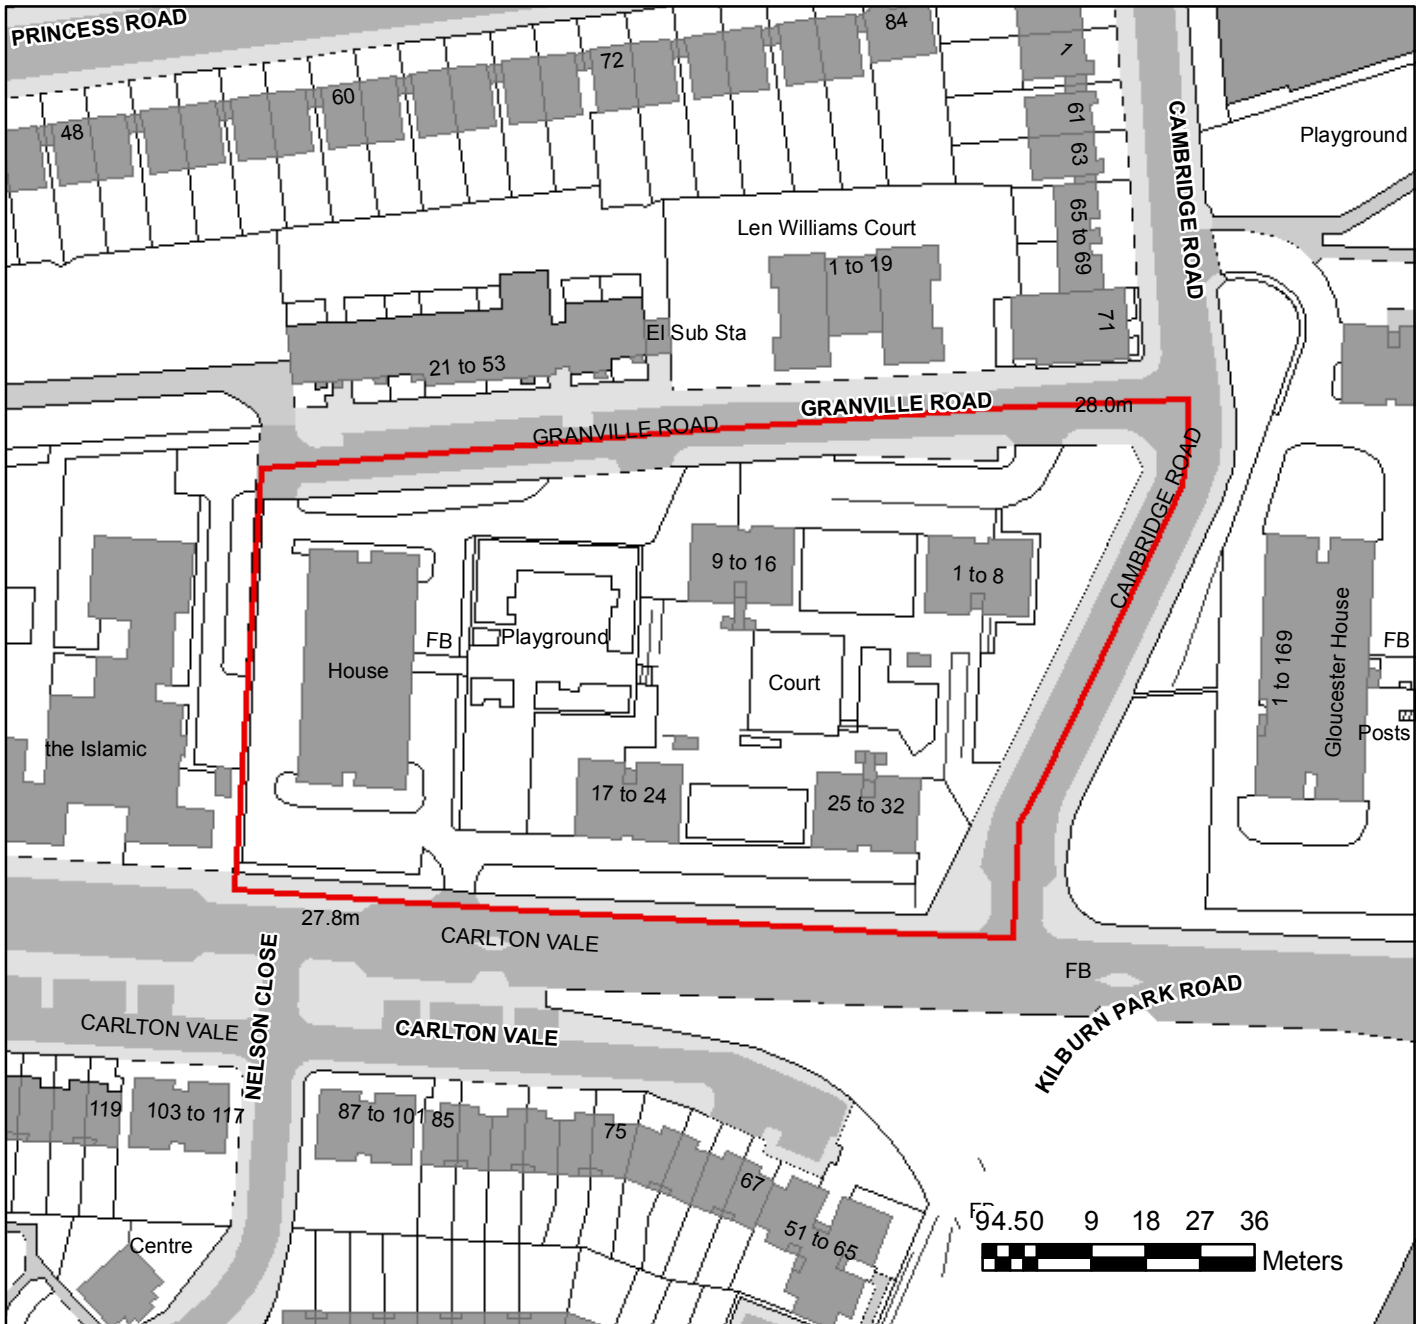 PRINCESS ROAD
84
72
60
48
1
61
63
65 to 69
71
CAMBRIDGE ROAD
Playground
Len Williams Court
1 to 19
El Sub Sta
21 to 53
GRANVILLE ROAD
28.0m
GRANVILLE ROAD
CAMBRIDGE ROAD
9 to 16
1 to 8
House
FB
Playground
Court
1 to 169
Gloucester House
FB
Posts
the Islamic
17 to 24
25 to 32
27.8m
CARLTON VALE
NELSON CLOSE
FB
KILBURN PARK ROAD
CARLTON VALE
CARLTON VALE
119
103 to 117
87 to 101
85
75
67
51 to 65
Centre
94.50 9 18 27 36
Meters